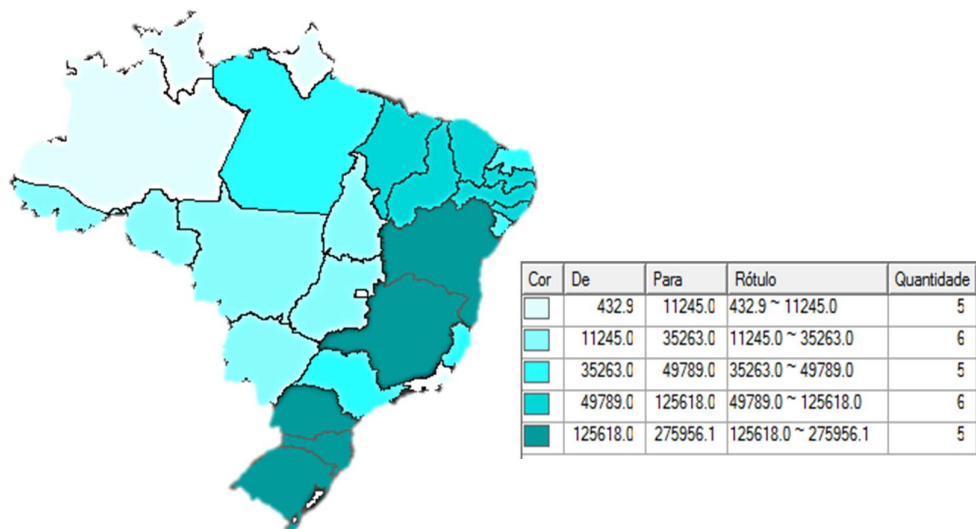 Cor De Para Rótulo Quantidade
432.9 11245.0 432.9 ~ 11245.0 5
11245.0 35263.0 11245.0 ~ 35263.0 6
35263.0 49789.0 35263.0 ~ 49789.0 5
49789.0 125618.0 49789.0 ~ 125618.0 6
125618.0 275956.1 125618.0 ~ 275956.1 5